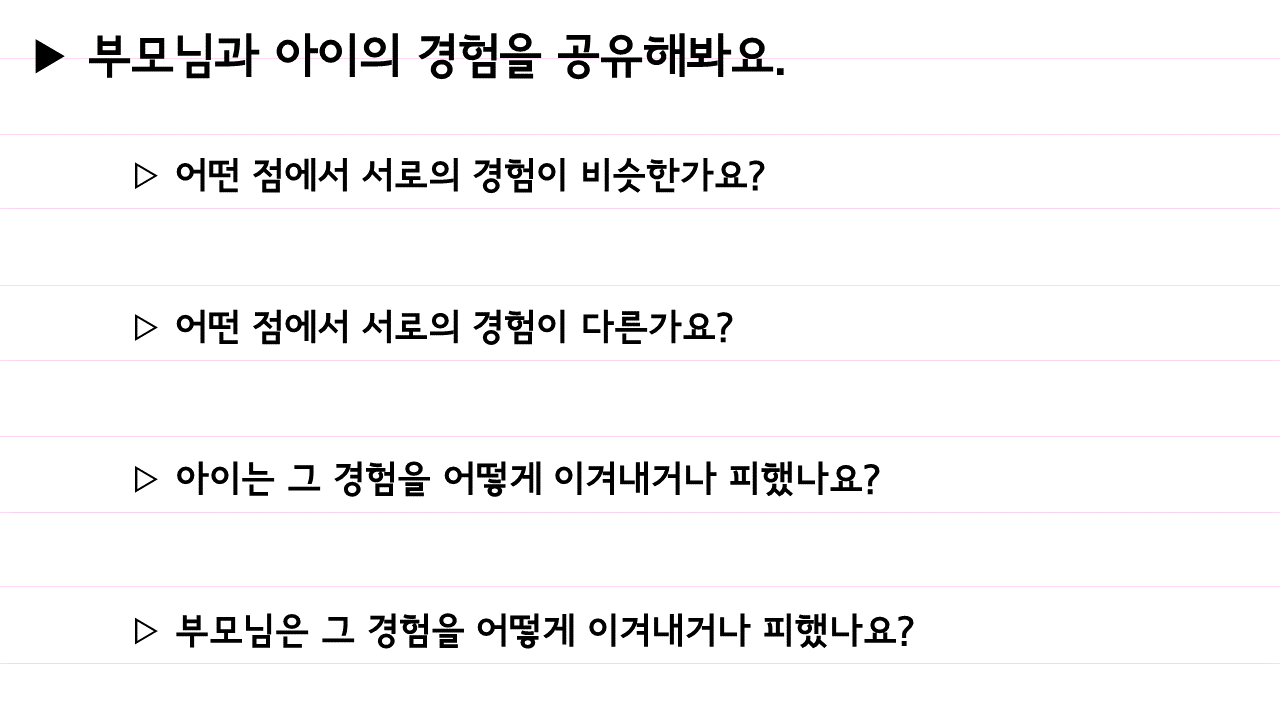 ▶ 부모님과 아이의 경험을 공유해봐요.
▷ 어떤 점에서 서로의 경험이 비슷한가요?
▷ 어떤 점에서 서로의 경험이 다른가요?
▷ 아이는 그 경험을 어떻게 이겨내거나 피했나요?
▷ 부모님은 그 경험을 어떻게 이겨내거나 피했나요?